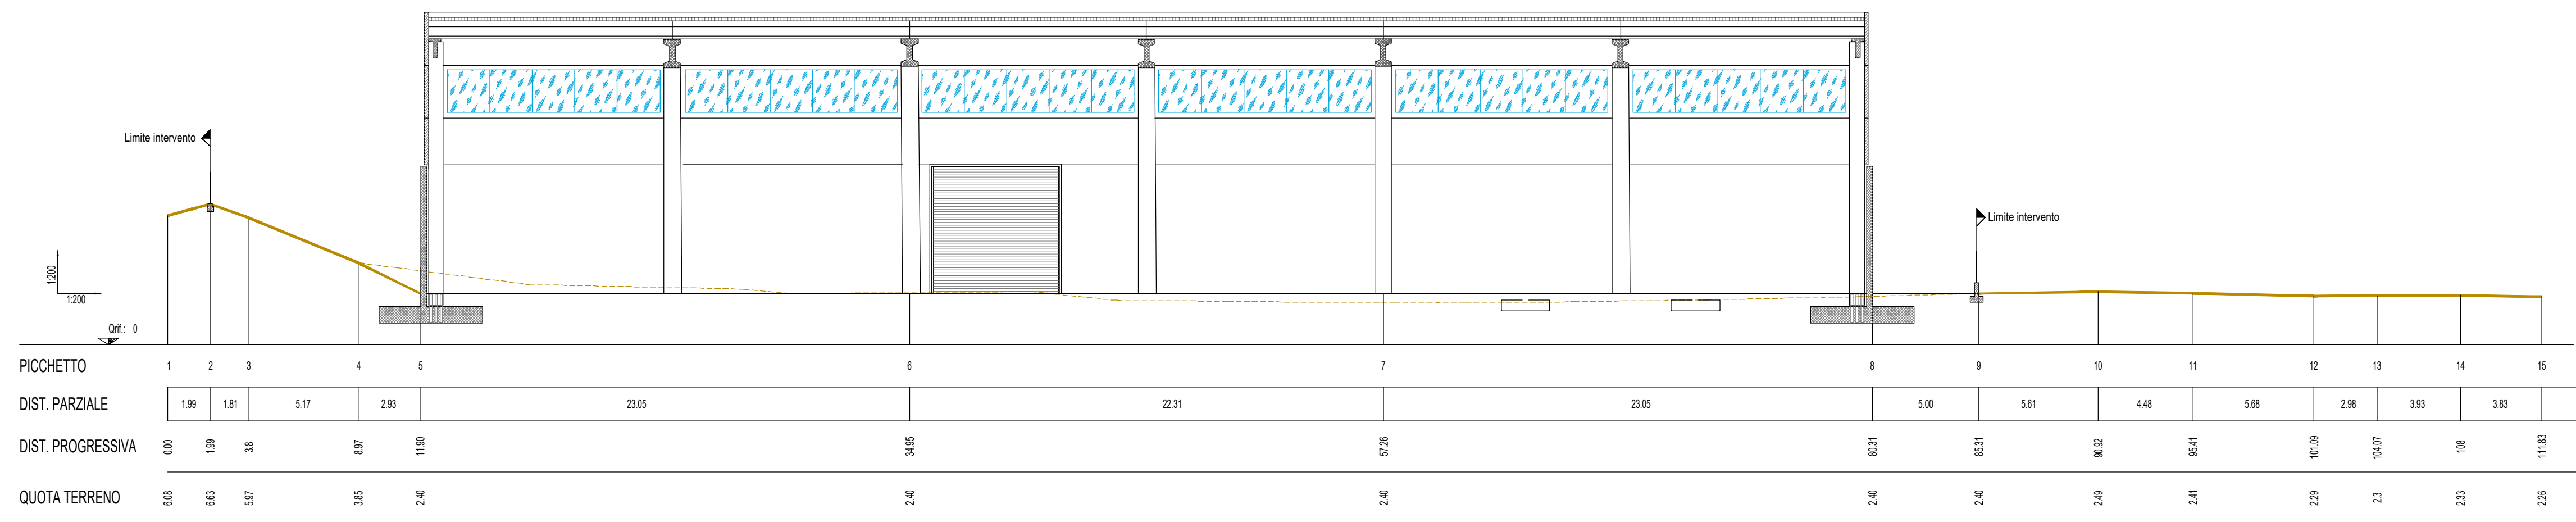 Limite intervento
Limite intervento
1:200
1:200
Qrif.: 0
PICCHETTO 1 2 3 4 5 6 7 8 9 10 11 12 13 14 15
DIST. PARZIALE 1.99 1.81 5.17 2.93 23.05 22.31 23.05 5.00 5.61 4.48 5.68 2.98 3.93 3.83
DIST. PROGRESSIVA 0.00 1.99 3.8 8.97 11.90 34.95 57.26 80.31 85.31 90.92 95.41 101.09 104.07 108 111.83
QUOTA TERRENO 6.08 6.63 5.97 3.85 2.40 2.40 2.40 2.40 2.40 2.49 2.41 2.29 2.3 2.33 2.26